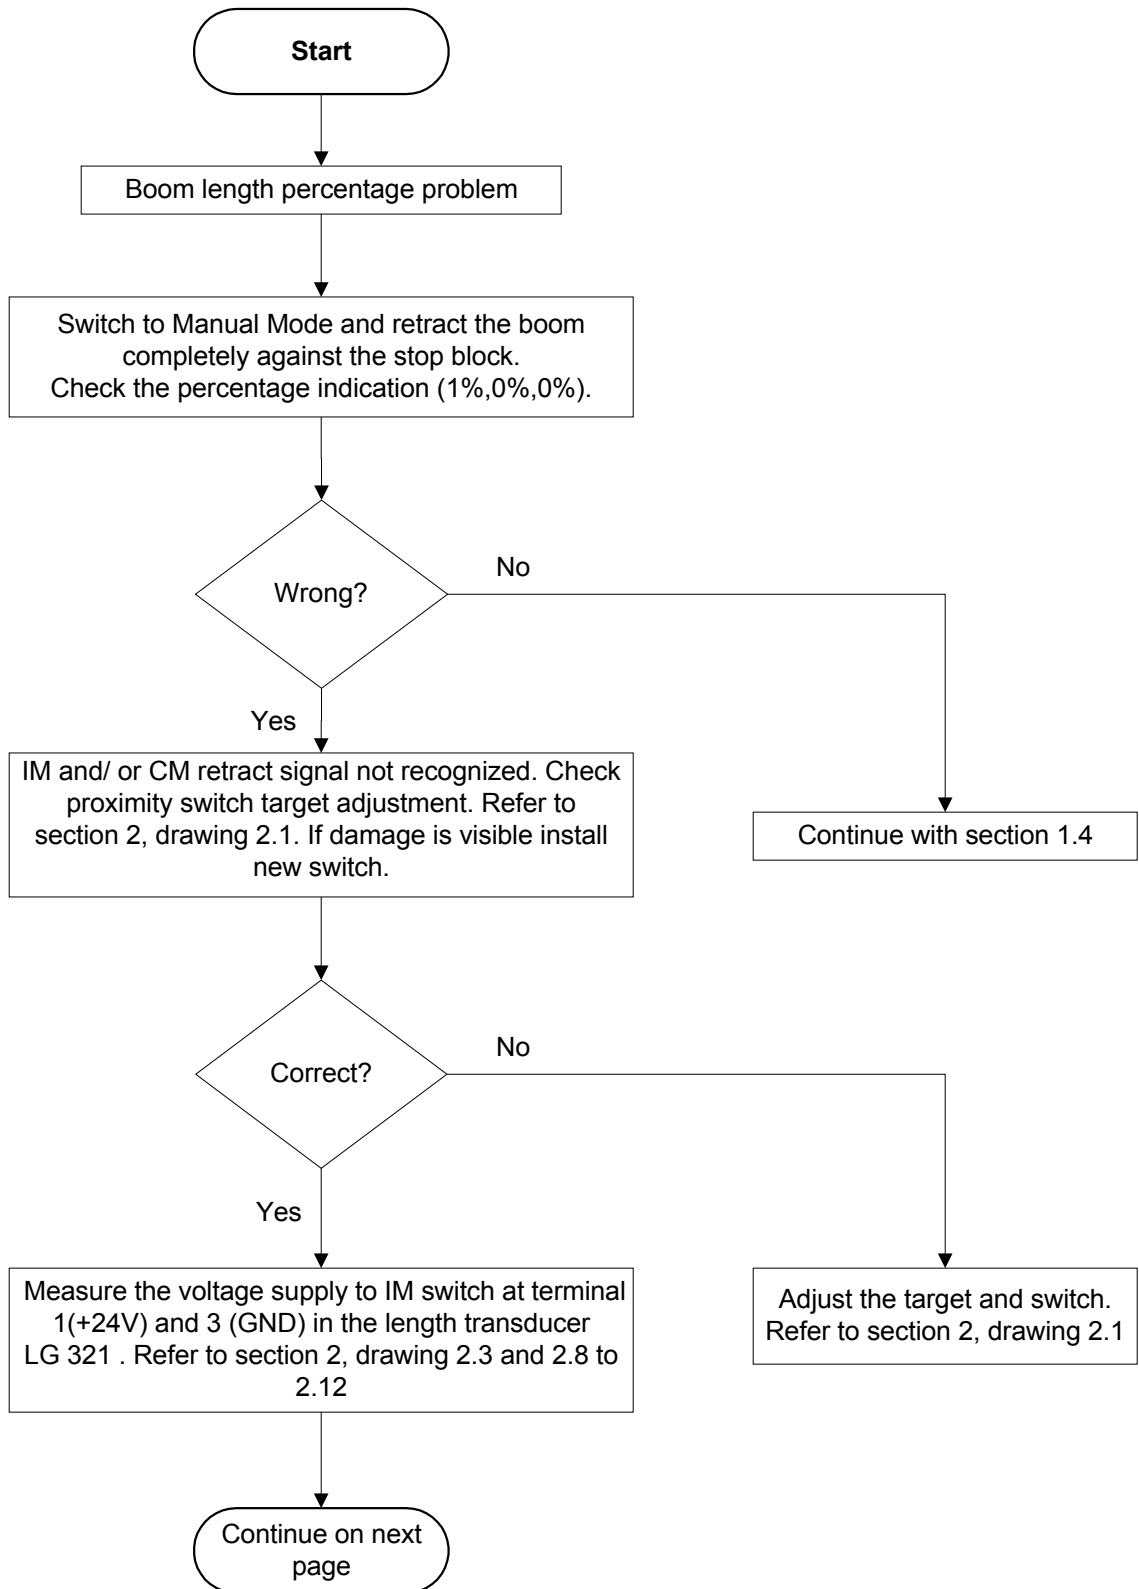 Start
Boom length percentage problem
Switch to Manual Mode and retract the boom
completely against the stop block.
Check the percentage indication (1%,0%,0%).
Wrong?
No
Yes
IM and/ or CM retract signal not recognized. Check
proximity switch target adjustment. Refer to
section 2, drawing 2.1. If damage is visible install
new switch.
Continue with section 1.4
Correct?
No
Yes
Measure the voltage supply to IM switch at terminal
1(+24V) and 3 (GND) in the length transducer
LG 321 . Refer to section 2, drawing 2.3 and 2.8 to
2.12
Adjust the target and switch.
Refer to section 2, drawing 2.1
Continue on next
page